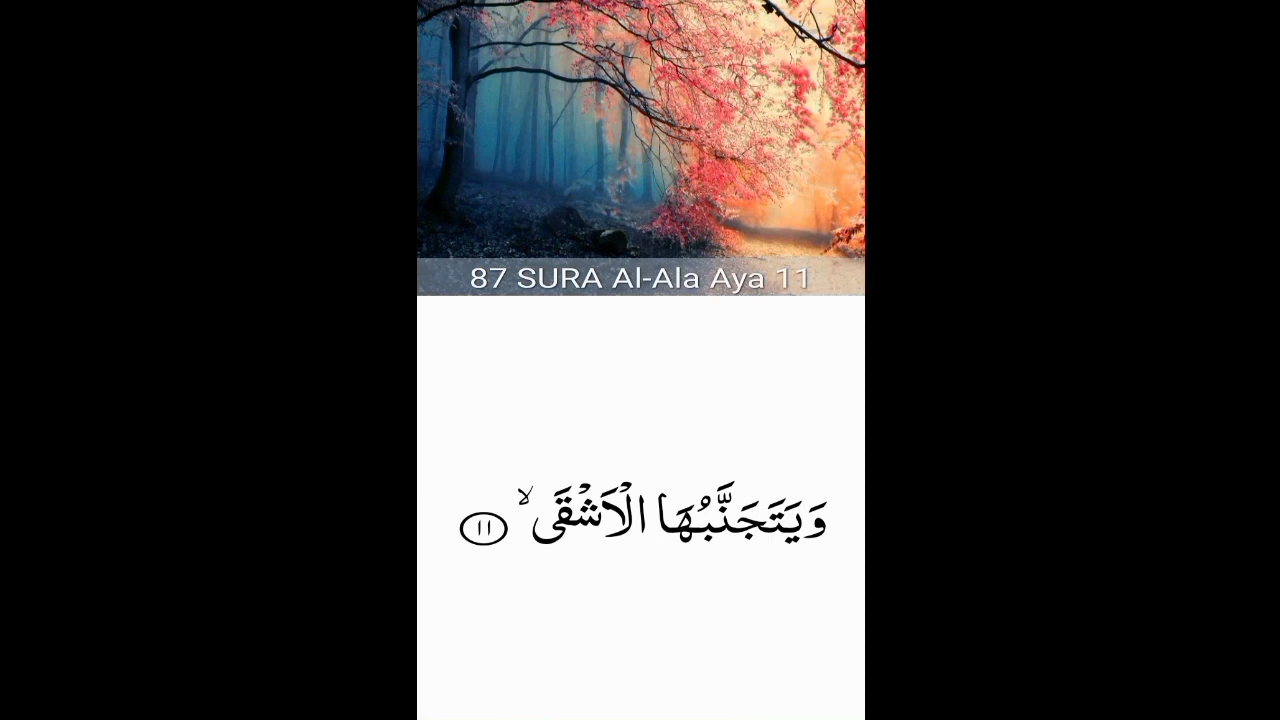 87 SURA Al-Ala Aya 11
وَيَتَجَنَّبُهَا الْاَشْقَى ۙ ١١